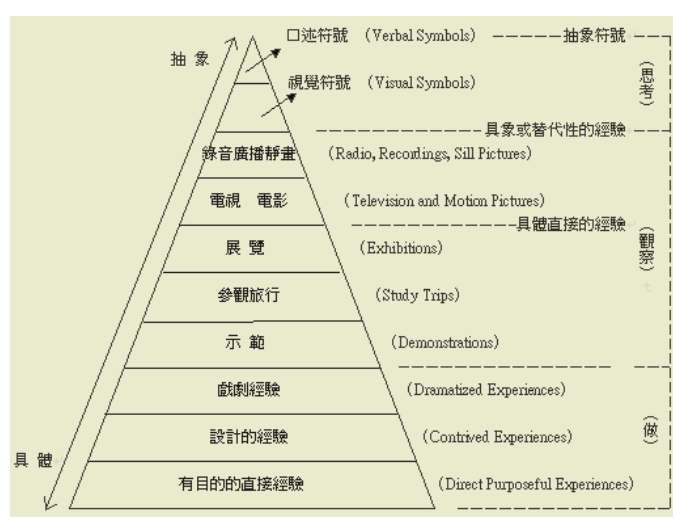 口述符號 (Verbal Symbols) 抽象符號
抽 象
視覺符號 (Visual Symbols)
(思考)
具象或替代性的經驗
錄音廣播靜畫 (Radio, Recordings, Sill Pictures)
電視 電影 (Television and Motion Pictures)
具體直接的經驗
(觀察)
展 覽 (Exhibitions)
參觀旅行 (Study Trips)
示 範 (Demonstrations)
戲劇經驗 (Dramatized Experiences)
設計的經驗 (Contrived Experiences)
(做)
具 體
有目的的直接經驗 (Direct Purposeful Experiences)